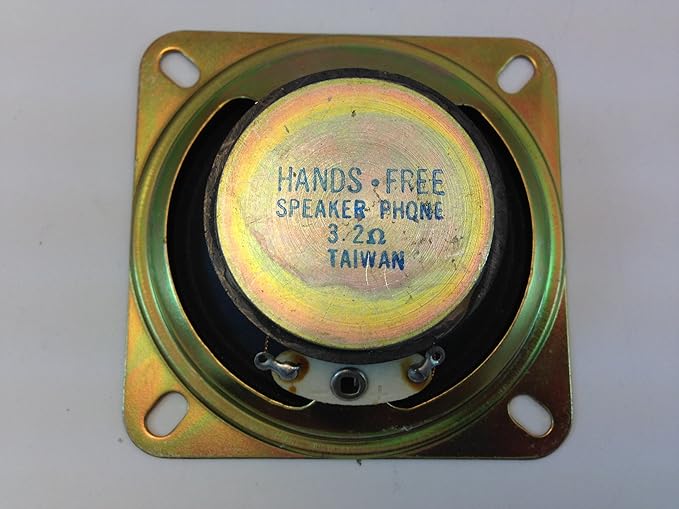 HANDS·FREE
SPEAKER PHONE
3.2Ω
TAIWAN